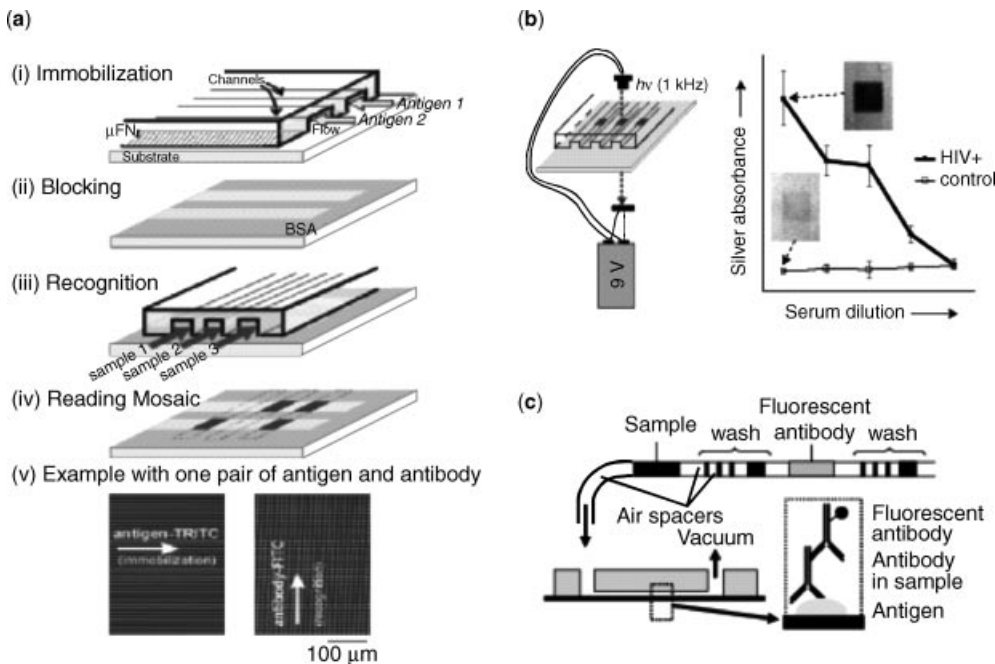 (a)
(i) Immobilization
Channels
Antigen 1
Antigen 2
µFN
Flow
Substrate
(ii) Blocking
BSA
(iii) Recognition
sample 1
sample 2
sample 3
(iv) Reading Mosaic
(v) Example with one pair of antigen and antibody
antigen-TRITC
(immobilization)
antibody-FITC
recognition
100 µm
(b)
hν (1 kHz)
9 V
Silver absorbance
HIV+
control
Serum dilution
(c)
Sample
wash
Fluorescent
antibody
wash
Air spacers
Vacuum
Fluorescent
antibody
Antibody
in sample
Antigen